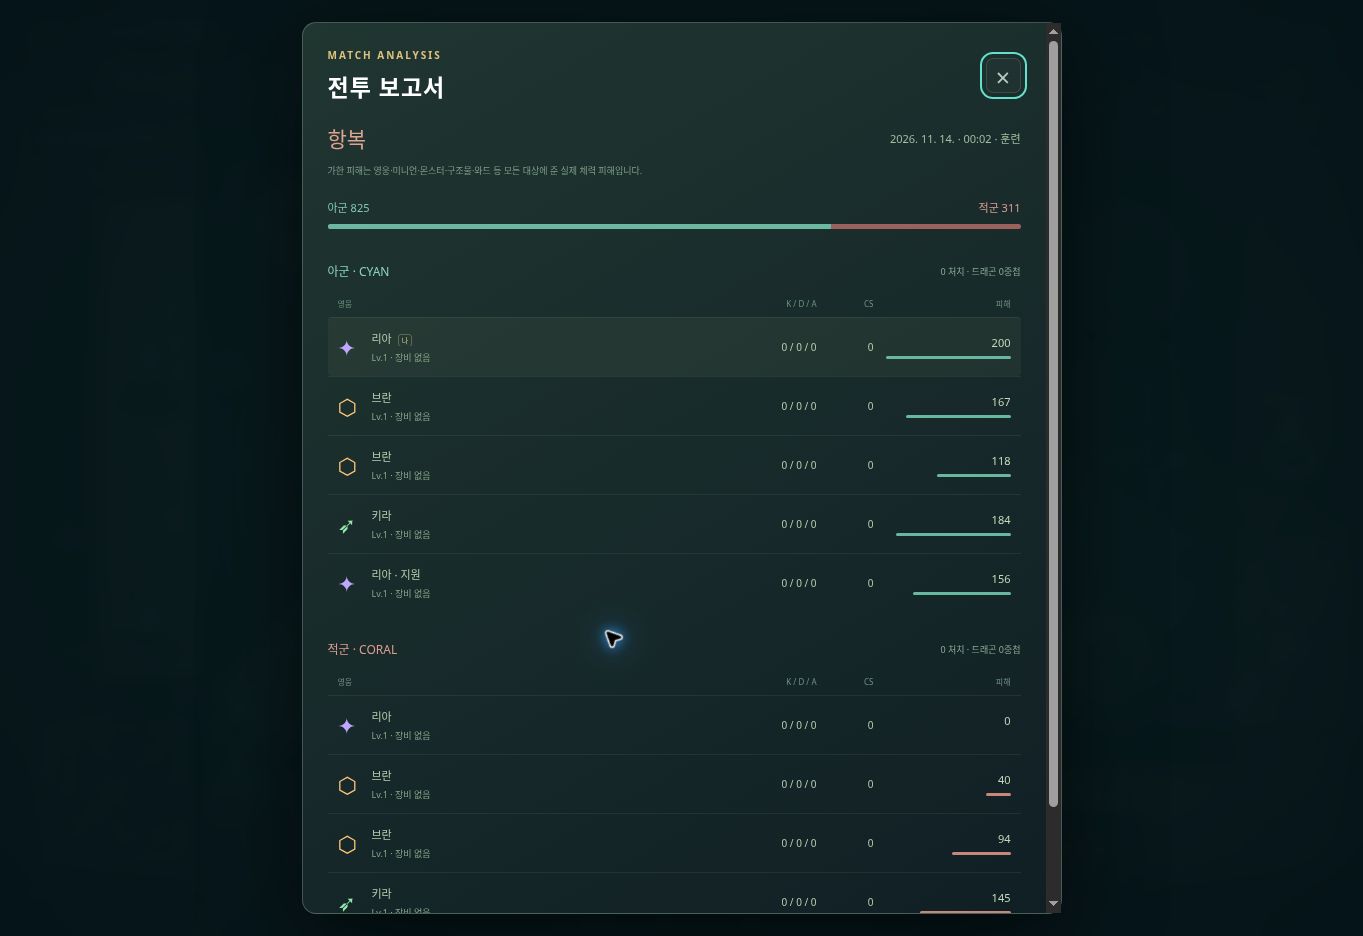 MATCH ANALYSIS
전투 보고서
항복
2026. 11. 14. · 00:02 · 훈련
가한 피해는 영웅·미니언·몬스터·구조물·와드 등 모든 대상에 준 실제 체력 피해입니다.
아군 825
적군 311
아군 · CYAN
0 처치 · 드래곤 0중첩
영웅 K / D / A CS 피해
리아 나
Lv.1 · 장비 없음
0 / 0 / 0 0 200
브란
Lv.1 · 장비 없음
0 / 0 / 0 0 167
브란
Lv.1 · 장비 없음
0 / 0 / 0 0 118
키라
Lv.1 · 장비 없음
0 / 0 / 0 0 184
리아 · 지원
Lv.1 · 장비 없음
0 / 0 / 0 0 156
적군 · CORAL
0 처치 · 드래곤 0중첩
영웅 K / D / A CS 피해
리아
Lv.1 · 장비 없음
0 / 0 / 0 0 0
브란
Lv.1 · 장비 없음
0 / 0 / 0 0 40
브란
Lv.1 · 장비 없음
0 / 0 / 0 0 94
키라
Lv.1 · 장비 없음
0 / 0 / 0 0 145